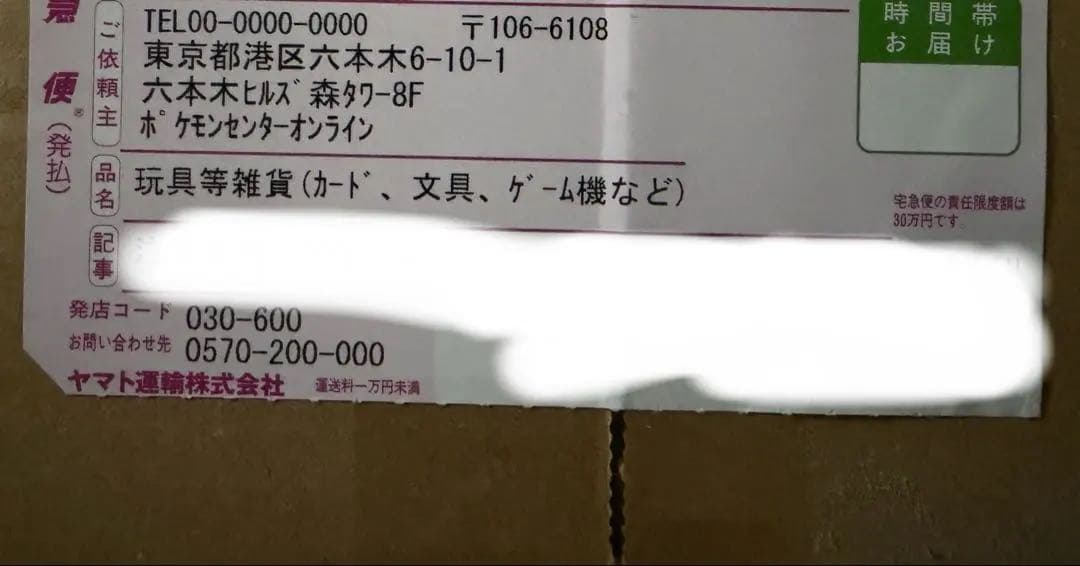 急便®(発払)
時間帯
お届け
ご依頼主
TEL00-0000-0000 〒106-6108
東京都港区六本木6-10-1
六本木ﾋﾙｽﾞ森ﾀﾜｰ8F
ﾎﾟｹﾓﾝｾﾝﾀｰｵﾝﾗｲﾝ
品名
玩具等雑貨(ｶｰﾄﾞ、文具、ｹﾞｰﾑ機など)
宅急便の責任限度額は
30万円です。
記事
発店コード 030-600
お問い合わせ先 0570-200-000
ヤマト運輸株式会社 運送料一万円未満